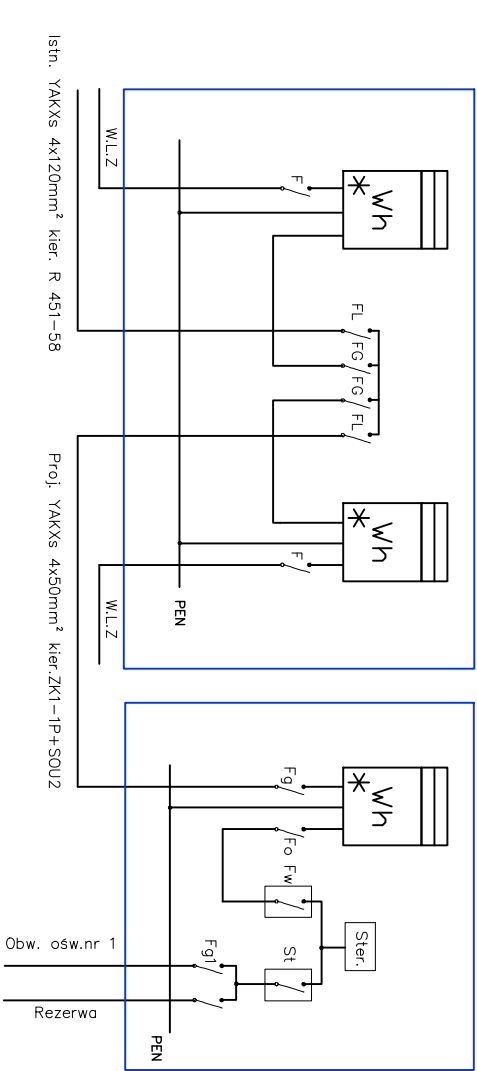 Istn. YAKXs 4x120mm² kier. R 451-58
W.L.Z
F
Wh
FL
FG
FG
FL
Wh
F
PEN
W.L.Z
Proj. YAKXs 4x50mm² kier.ZK1-1P+SOU2
Wh
Fg
Fo
Fw
Ster.
St
Fg1
Obw. ośw.nr 1
Rezerwa
PEN